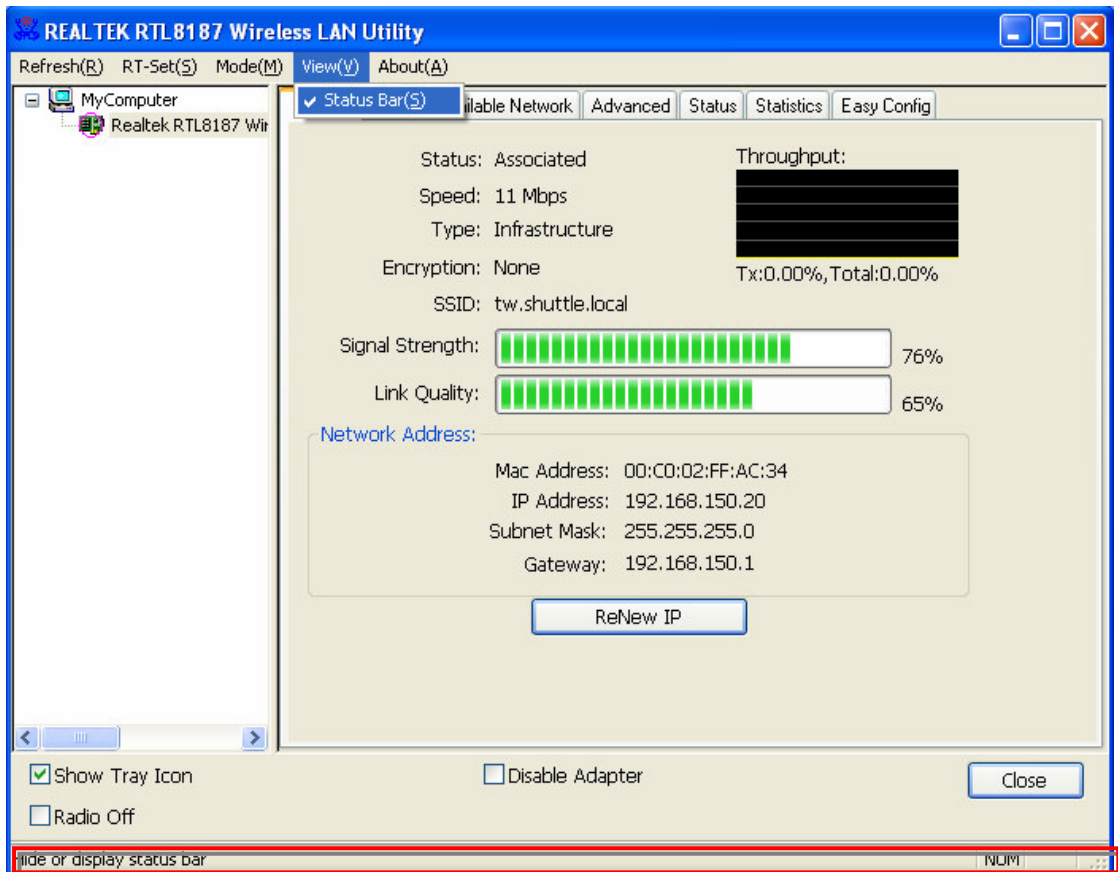 REALTEK RTL8187 Wireless LAN Utility
Refresh(R) RT-Set(S) Mode(M) View(V) About(A)
Status Bar(S)
MyComputer
Realtek RTL8187
Network Advanced Status Statistics Easy Config
Status: Associated
Throughput:
Speed: 11 Mbps
Type: Infrastructure
Encryption: None
Tx:0.00%,Total:0.00%
SSID: tw.shuttle.local
Signal Strength: 76%
Link Quality: 65%
Network Address:
Mac Address: 00:C0:02:FF:AC:34
IP Address: 192.168.150.20
Subnet Mask: 255.255.255.0
Gateway: 192.168.150.1
ReNew IP
Show Tray Icon
Disable Adapter
Close
Radio Off
Hide or display status bar
NUM